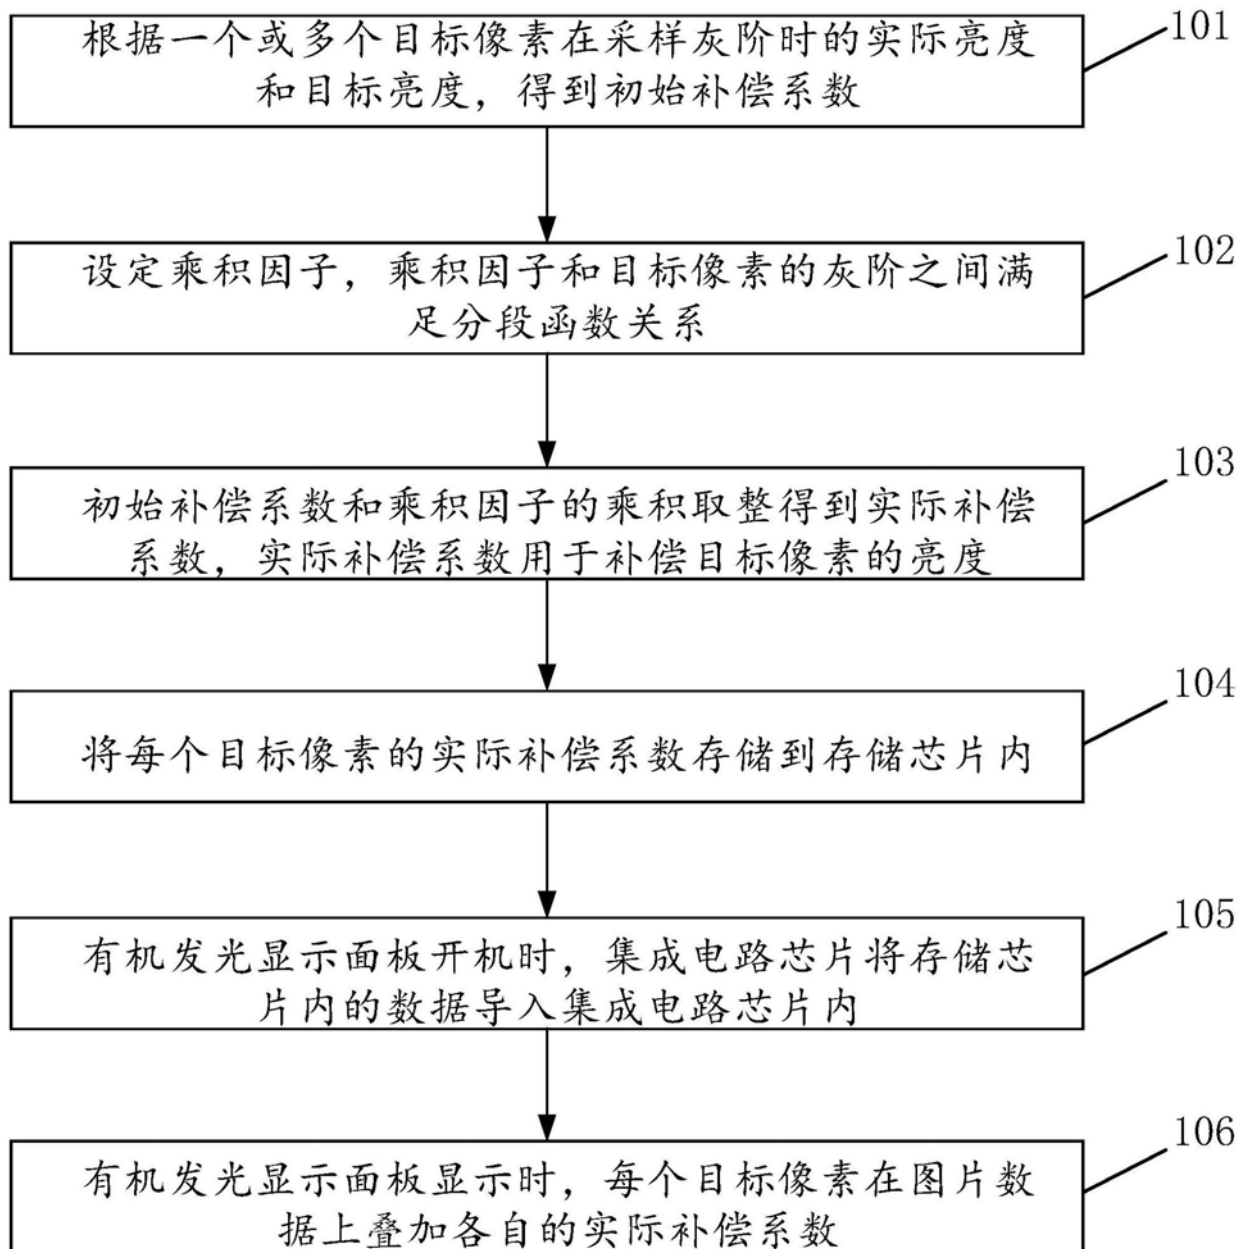 根据一个或多个目标像素在采样灰阶时的实际亮度
和目标亮度，得到初始补偿系数
101
设定乘积因子，乘积因子和目标像素的灰阶之间满
足分段函数关系
102
初始补偿系数和乘积因子的乘积取整得到实际补偿
系数，实际补偿系数用于补偿目标像素的亮度
103
将每个目标像素的实际补偿系数存储到存储芯片内
104
有机发光显示面板开机时，集成电路芯片将存储芯
片内的数据导入集成电路芯片内
105
有机发光显示面板显示时，每个目标像素在图片数
据上叠加各自的实际补偿系数
106